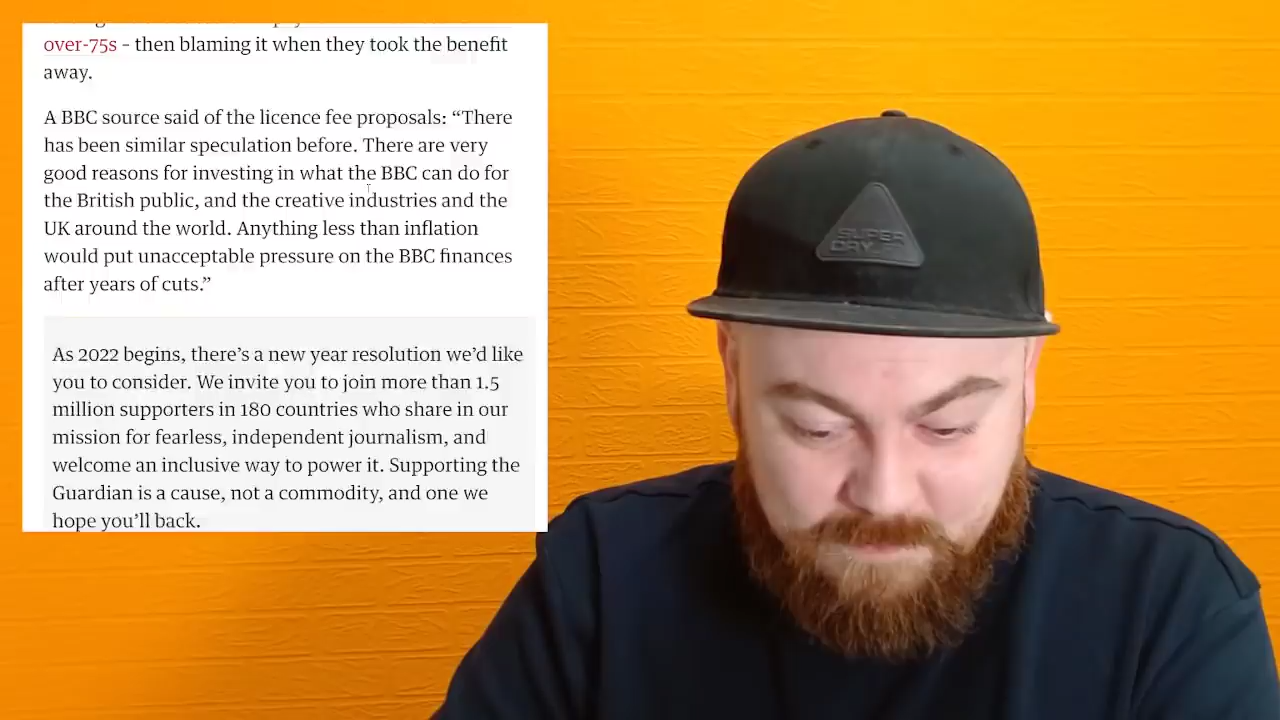 over-75s – then blaming it when they took the benefit
away.
A BBC source said of the licence fee proposals: “There
has been similar speculation before. There are very
good reasons for investing in what the BBC can do for
the British public, and the creative industries and the
UK around the world. Anything less than inflation
would put unacceptable pressure on the BBC finances
after years of cuts.”
As 2022 begins, there’s a new year resolution we’d like
you to consider. We invite you to join more than 1.5
million supporters in 180 countries who share in our
mission for fearless, independent journalism, and
welcome an inclusive way to power it. Supporting the
Guardian is a cause, not a commodity, and one we
hope you’ll back.
SUPER
DRY